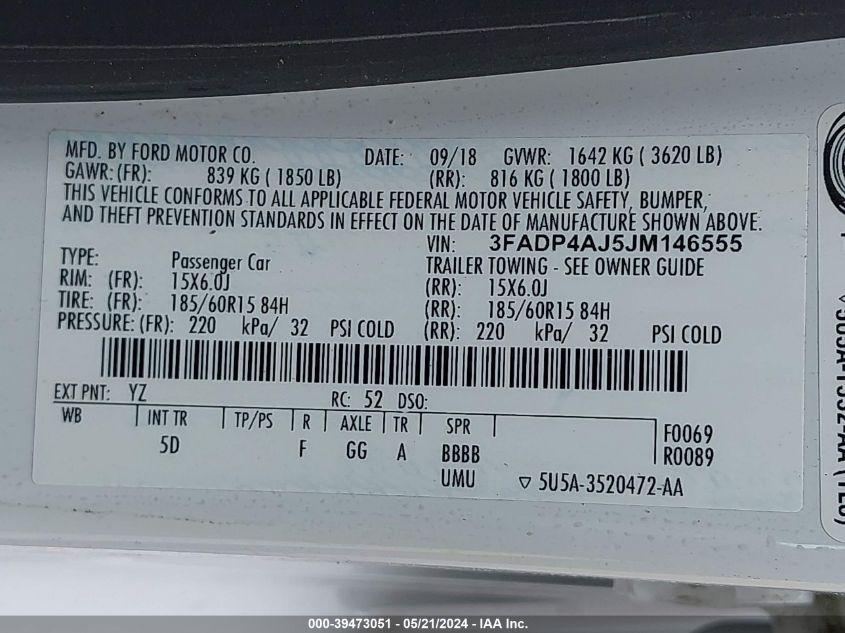 MFD. BY FORD MOTOR CO. DATE: 09/18 GVWR: 1642 KG ( 3620 LB)
GAWR: (FR): 839 KG ( 1850 LB) (RR): 816 KG ( 1800 LB)
THIS VEHICLE CONFORMS TO ALL APPLICABLE FEDERAL MOTOR VEHICLE SAFETY, BUMPER,
AND THEFT PREVENTION STANDARDS IN EFFECT ON THE DATE OF MANUFACTURE SHOWN ABOVE.
VIN: 3FADP4AJ5JM146555
TYPE: Passenger Car TRAILER TOWING - SEE OWNER GUIDE
RIM: (FR): 15X6.0J (RR): 15X6.0J
TIRE: (FR): 185/60R15 84H (RR): 185/60R15 84H
PRESSURE: (FR): 220 kPa/ 32 PSI COLD (RR): 220 kPa/ 32 PSI COLD
EXT PNT: YZ RC: 52 DSO:
WB INT TR TP/PS R AXLE TR SPR F0069
5D F GG A BBBB R0089
UMU ▽ 5U5A-3520472-AA
000-39473051 - 05/21/2024 - IAA Inc.